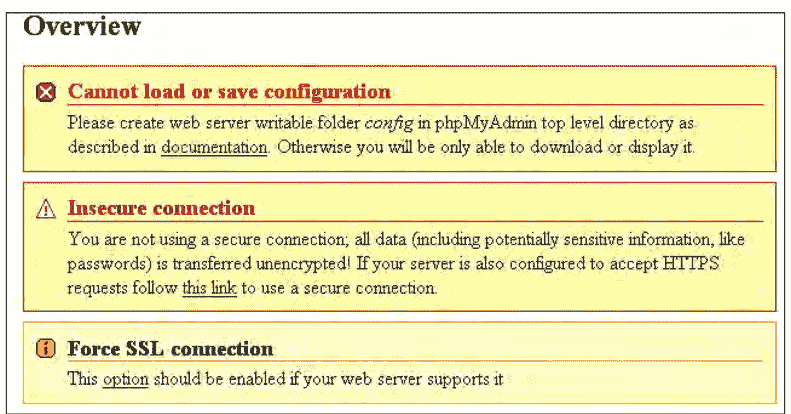 Overview
Cannot load or save configuration
Please create web server writable folder config in phpMyAdmin top level directory as
described in documentation. Otherwise you will be only able to download or display it.
Insecure connection
You are not using a secure connection; all data (including potentially sensitive information, like
passwords) is transferred unencrypted! If your server is also configured to accept HTTPS
requests follow this link to use a secure connection.
Force SSL connection
This option should be enabled if your web server supports it